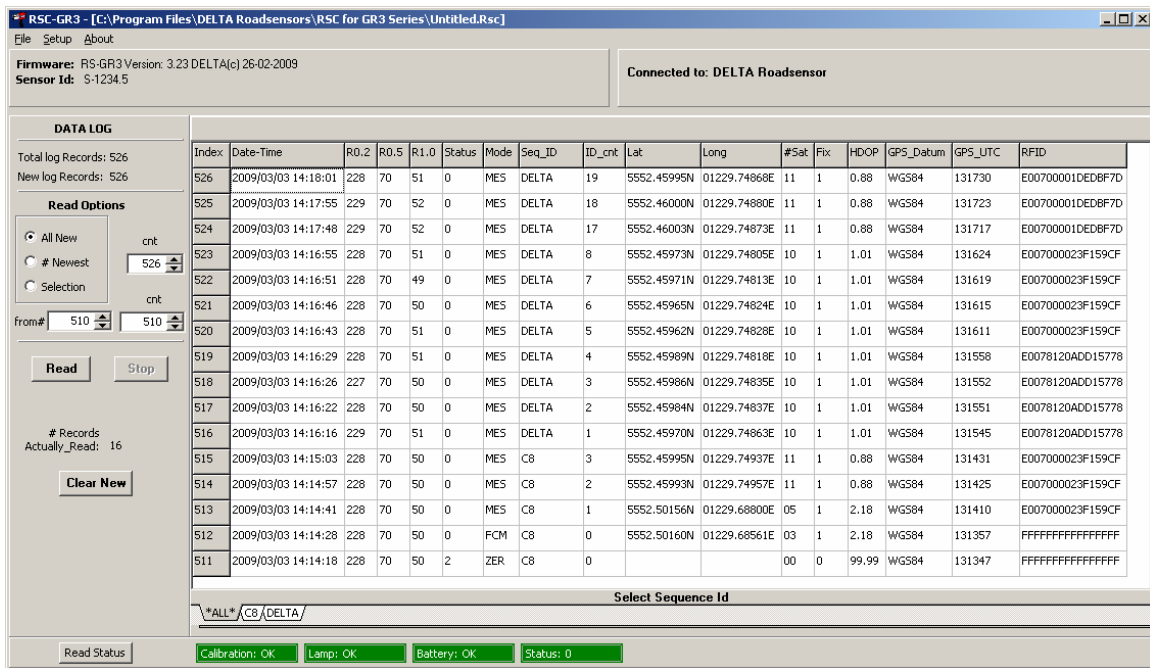 RSC-GR3 - [C:\Program Files\DELTA Roadsensors\RSC for GR3 Series\Untitled.Rsc]
File Setup About
Firmware: RS-GR3 Version: 3.23 DELTA(c) 26-02-2009
Sensor Id: S-1234.5
Connected to: DELTA Roadsensor
DATA LOG
Total log Records: 526
New log Records: 526
Read Options
All New
# Newest
Selection
cnt
526
cnt
from# 510 510
Read Stop
# Records
Actually_Read: 16
Clear New
Index Date-Time R0.2 R0.5 R1.0 Status Mode Seq_ID ID_cnt Lat Long #Sat Fix HDOP GPS_Datum GPS_UTC RFID
526 2009/03/03 14:18:01 228 70 51 0 MES DELTA 19 5552.45995N 01229.74868E 11 1 0.88 WGS84 131730 E00700001DEDBF7D
525 2009/03/03 14:17:55 229 70 52 0 MES DELTA 18 5552.46000N 01229.74880E 11 1 0.88 WGS84 131723 E00700001DEDBF7D
524 2009/03/03 14:17:48 229 70 52 0 MES DELTA 17 5552.46003N 01229.74873E 11 1 0.88 WGS84 131717 E00700001DEDBF7D
523 2009/03/03 14:16:55 228 70 51 0 MES DELTA 8 5552.45973N 01229.74805E 10 1 1.01 WGS84 131624 E007000023F159CF
522 2009/03/03 14:16:51 228 70 49 0 MES DELTA 7 5552.45971N 01229.74813E 10 1 1.01 WGS84 131619 E007000023F159CF
521 2009/03/03 14:16:46 228 70 50 0 MES DELTA 6 5552.45965N 01229.74824E 10 1 1.01 WGS84 131615 E007000023F159CF
520 2009/03/03 14:16:43 228 70 51 0 MES DELTA 5 5552.45962N 01229.74828E 10 1 1.01 WGS84 131611 E007000023F159CF
519 2009/03/03 14:16:29 228 70 51 0 MES DELTA 4 5552.45989N 01229.74818E 10 1 1.01 WGS84 131558 E0078120ADD15778
518 2009/03/03 14:16:26 227 70 50 0 MES DELTA 3 5552.45986N 01229.74835E 10 1 1.01 WGS84 131552 E0078120ADD15778
517 2009/03/03 14:16:22 228 70 50 0 MES DELTA 2 5552.45984N 01229.74837E 10 1 1.01 WGS84 131551 E0078120ADD15778
516 2009/03/03 14:16:16 229 70 51 0 MES DELTA 1 5552.45970N 01229.74863E 10 1 1.01 WGS84 131545 E0078120ADD15778
515 2009/03/03 14:15:03 228 70 50 0 MES C8 3 5552.45995N 01229.74937E 11 1 0.88 WGS84 131431 E007000023F159CF
514 2009/03/03 14:14:57 228 70 50 0 MES C8 2 5552.45993N 01229.74957E 11 1 0.88 WGS84 131425 E007000023F159CF
513 2009/03/03 14:14:41 228 70 50 0 MES C8 1 5552.50156N 01229.68800E 05 1 2.18 WGS84 131410 E007000023F159CF
512 2009/03/03 14:14:28 228 70 50 0 FCM C8 0 5552.50160N 01229.68561E 03 1 2.18 WGS84 131357 FFFFFFFFFFFFFFFF
511 2009/03/03 14:14:18 228 70 50 2 ZER C8 0 00 0 99.99 WGS84 131347 FFFFFFFFFFFFFFFF
Select Sequence Id
*ALL* C8 DELTA
Read Status Calibration: OK Lamp: OK Battery: OK Status: 0